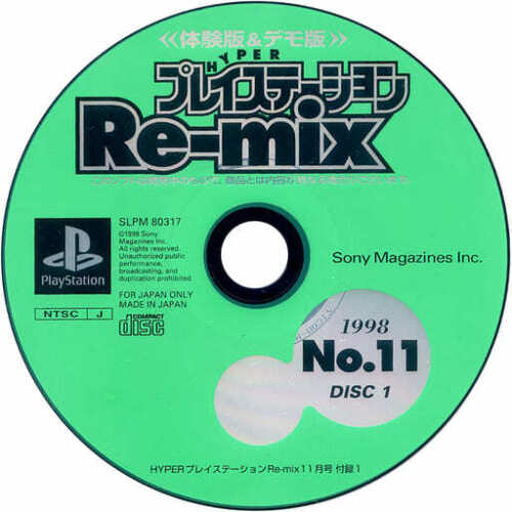 ≪体験版&デモ版≫
HYPER
プレイステーション
Re-mix
SLPM 80317
©1998 Sony
Magazines Inc.
All rights reserved.
Unauthorized public
performance,
broadcasting, and
duplication prohibited
PlayStation
FOR JAPAN ONLY
MADE IN JAPAN
NTSC J
COMPACT
disc
Sony Magazines Inc.
1998
No.11
DISC 1
HYPERプレイステーションRe-mix11月号 付録1